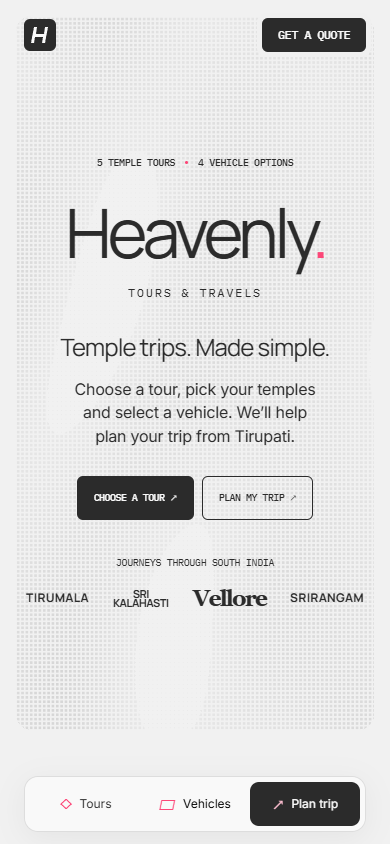 H
GET A QUOTE
5 TEMPLE TOURS • 4 VEHICLE OPTIONS
Heavenly.
TOURS & TRAVELS
Temple trips. Made simple.
Choose a tour, pick your temples
and select a vehicle. We’ll help
plan your trip from Tirupati.
CHOOSE A TOUR ↗ PLAN MY TRIP ↗
JOURNEYS THROUGH SOUTH INDIA
TIRUMALA SRI KALAHASTI Vellore SRIRANGAM
Tours Vehicles ↗ Plan trip